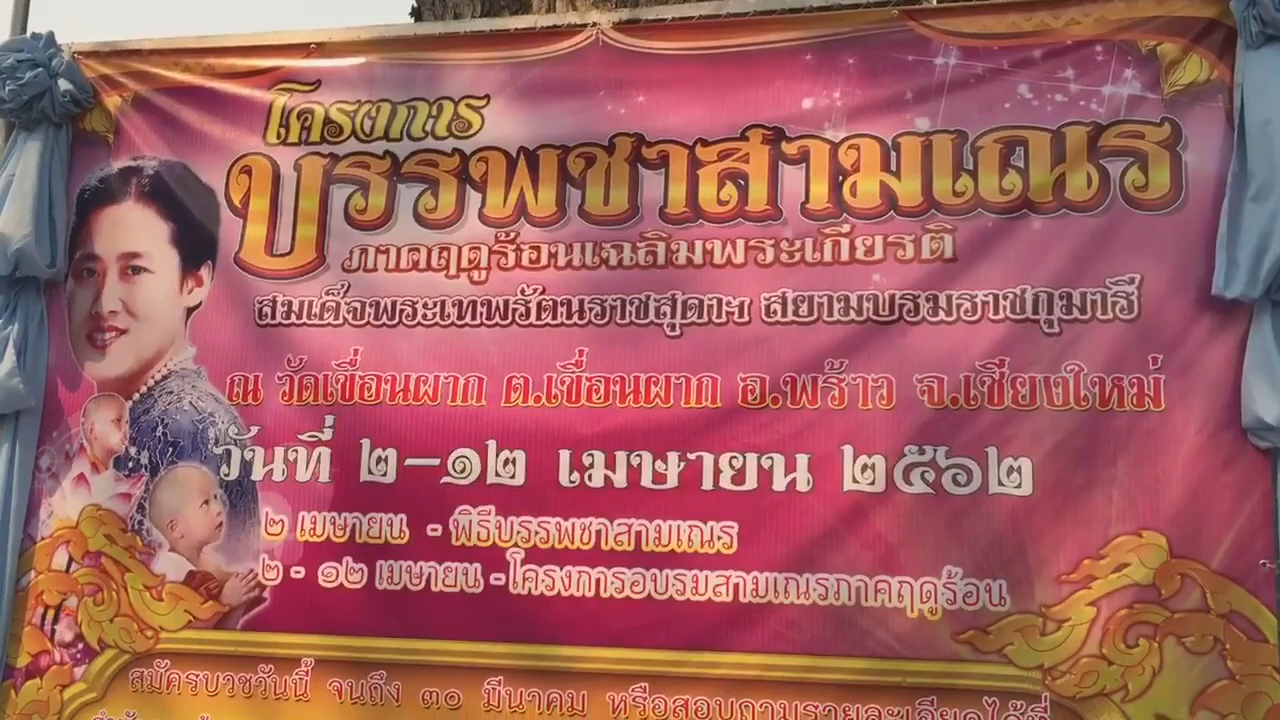 โครงการ
บรรพชาสามเณร
ภาคฤดูร้อนเฉลิมพระเกียรติ
สมเด็จพระเทพรัตนราชสุดาฯ สยามบรมราชกุมารี
ณ วัดเขื่อนผาก ต.เขื่อนผาก อ.พร้าว จ.เชียงใหม่
วันที่ ๒-๑๒ เมษายน ๒๕๖๒
๒ เมษายน - พิธีบรรพชาสามเณร
๒ - ๑๒ เมษายน -โครงการอบรมสามเณรภาคฤดูร้อน
สมัครบวชวันนี้ จนถึง ๓๐ มีนาคม หรือสอบถามรายละเอียดได้ที่